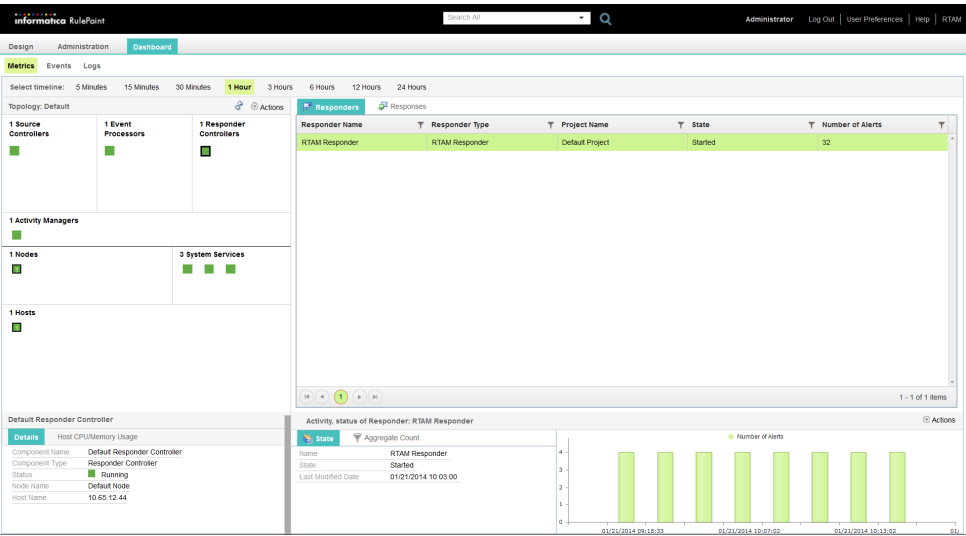 informatica RulePoint
Search All
Administrator Log Out User Preferences Help RTAM
Design Administration Dashboard
Metrics Events Logs
Select timeline: 5 Minutes 15 Minutes 30 Minutes 1 Hour 3 Hours 6 Hours 12 Hours 24 Hours
Topology: Default Actions
Responders Responses
1 Source Controllers
1 Event Processors
1 Responder Controllers
Responder Name Responder Type Project Name State Number of Alerts
RTAM Responder RTAM Responder Default Project Started 32
1 Activity Managers
1 Nodes
1
3 System Services
1 Hosts
1
1
1 - 1 of 1 items
Default Responder Controller
Details Host CPU/Memory Usage
Component Name Default Responder Controller
Component Type Responder Controller
Status Running
Node Name Default Node
Host Name 10.65.12.44
Activity, status of Responder: RTAM Responder Actions
State Aggregate Count
Name RTAM Responder
State Started
Last Modified Date 01/21/2014 10:03:00
Number of Alerts
4
3
2
1
0
01/21/2014 09:18:33 01/21/2014 10:07:02 01/21/2014 10:13:02 01/